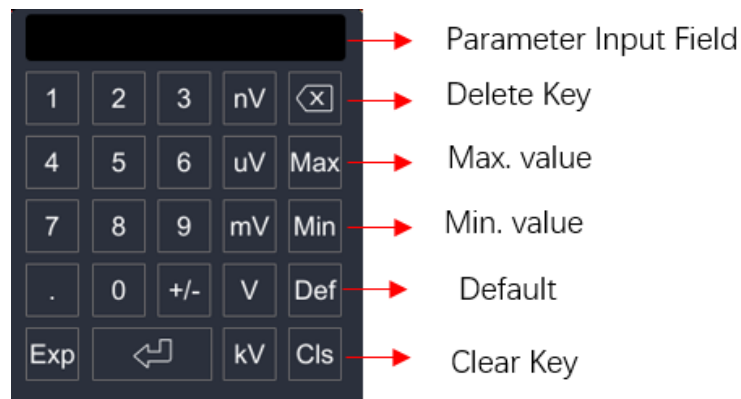 Parameter Input Field
1 2 3 nV Delete Key
4 5 6 uV Max Max. value
7 8 9 mV Min Min. value
. 0 +/- V Def Default
Exp kV Cls Clear Key